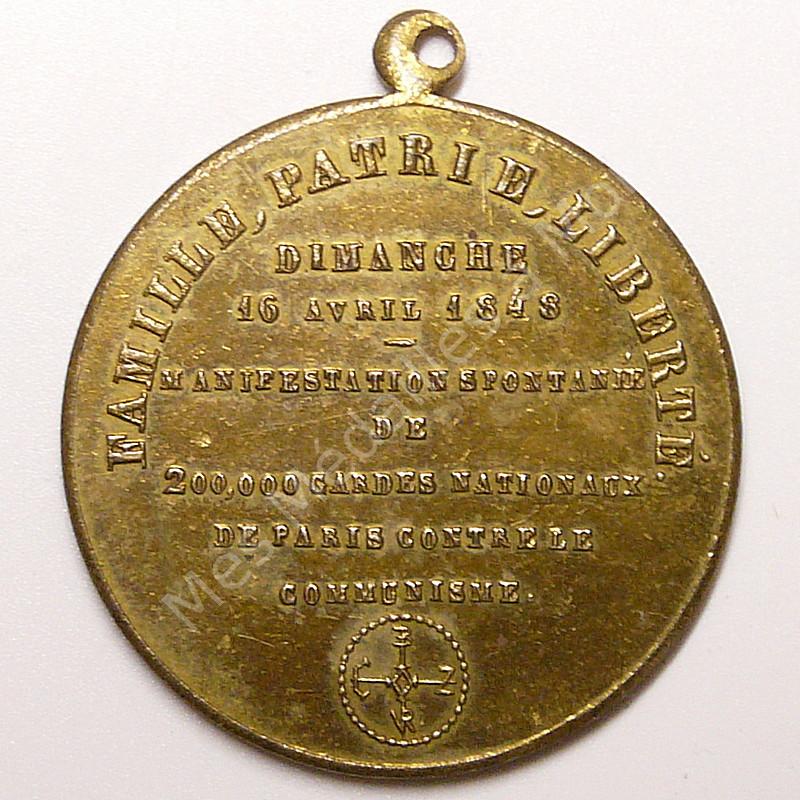 FAMILLE, PATRIE, LIBERTÉ.
DIMANCHE
16 AVRIL 1848
MANIFESTATION SPONTANÉE
DE
200,000 GARDES NATIONAUX
DE PARIS CONTRE LE
COMMUNISME.